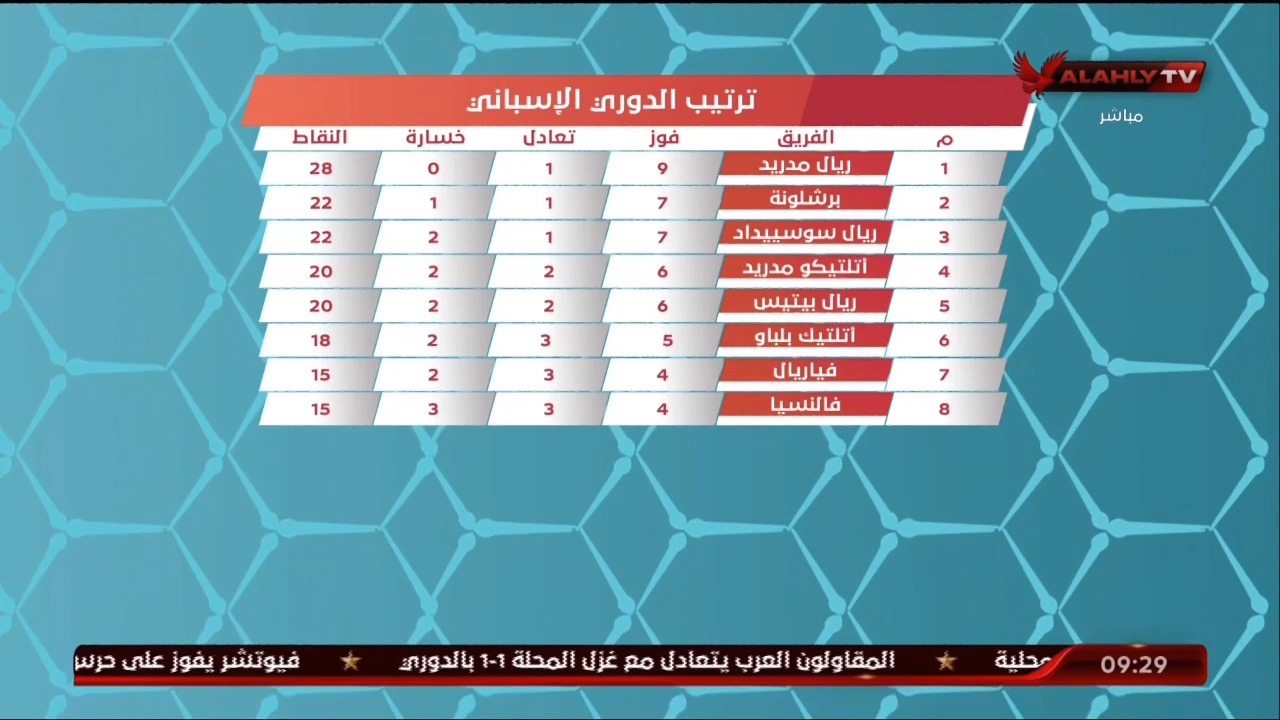 ALAHLY TV
مباشر
ترتيب الدوري الإسباني
م الفريق فوز تعادل خسارة النقاط
1 ريال مدريد 9 1 0 28
2 برشلونة 7 1 1 22
3 ريال سوسييداد 7 1 2 22
4 أتلتيكو مدريد 6 2 2 20
5 ريال بيتيس 6 2 2 20
6 أتلتيك بلباو 5 3 2 18
7 فياريال 4 3 2 15
8 فالنسيا 4 3 3 15
09:29 محلية ★ المقاولون العرب يتعادل مع غزل المحلة 1-1 بالدوري ★ فيوتشر يفوز على حرس